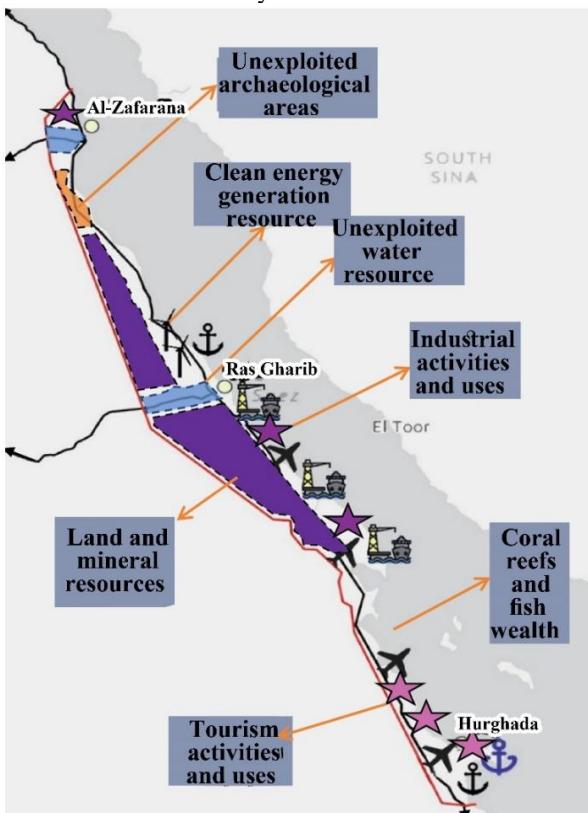 Unexploited
archaeological
areas
Al-Zafarana
SOUTH
SINA
Clean energy
generation
resource
Unexploited
water
resource
Industrial
activities
and uses
Ras Gharib
El Toor
Land and
mineral
resources
Coral
reefs
and
fish
wealth
Tourism
activities
and uses
Hurghada